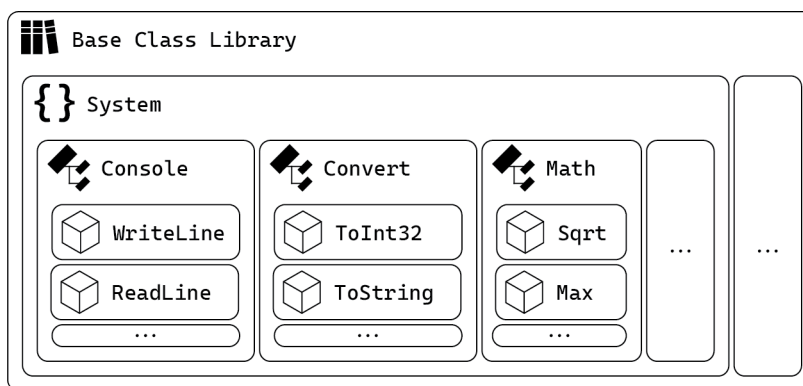 Base Class Library
{} System
Console
Convert
Math
WriteLine
ToInt32
Sqrt
ReadLine
ToString
Max
...
...
...
...
...